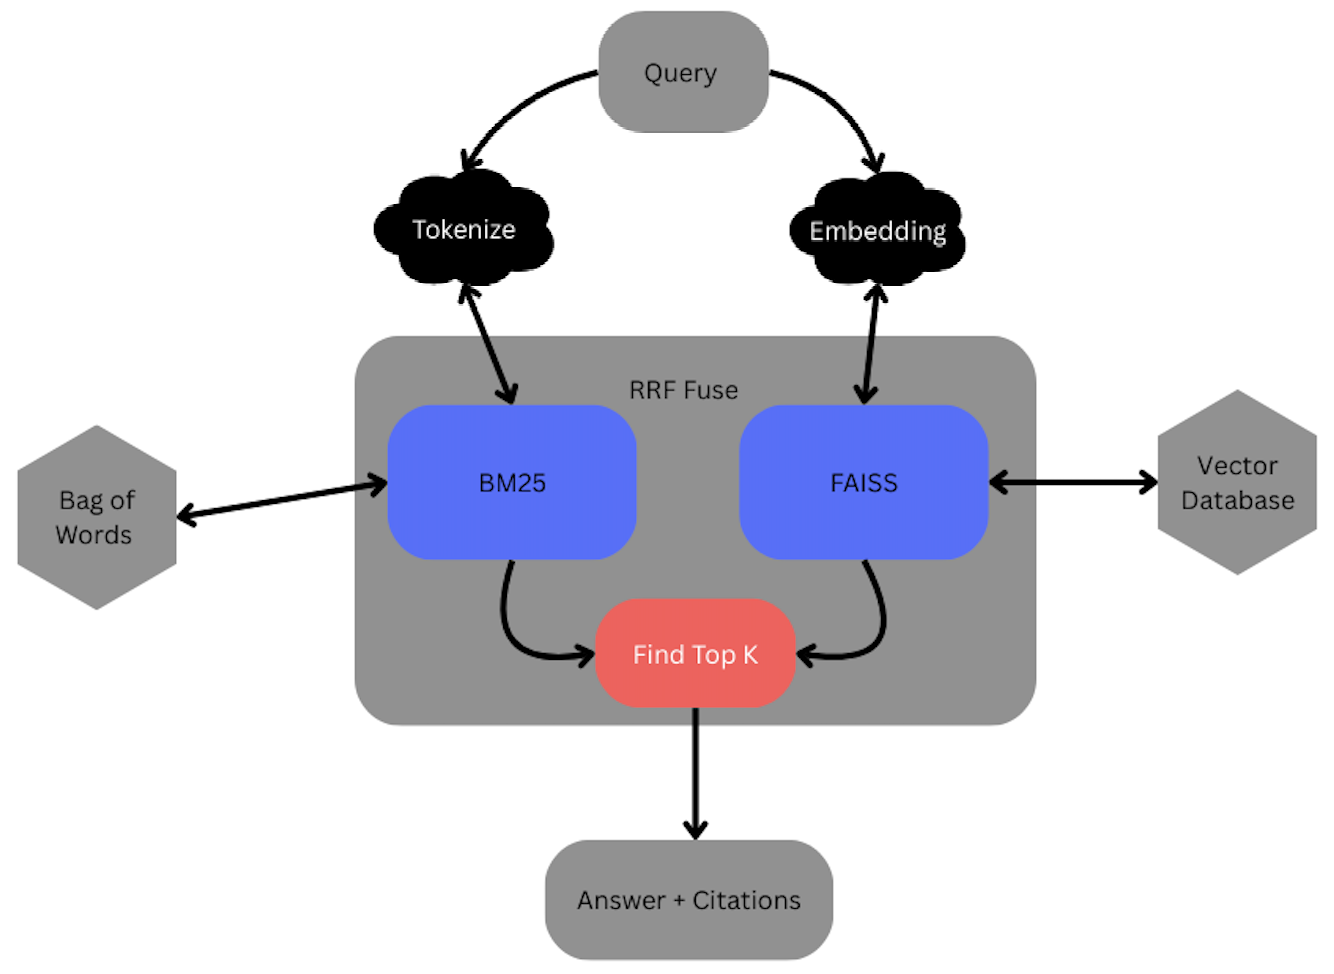 Query
Tokenize
Embedding
RRF Fuse
Bag of
Words
BM25
FAISS
Vector
Database
Find Top K
Answer + Citations